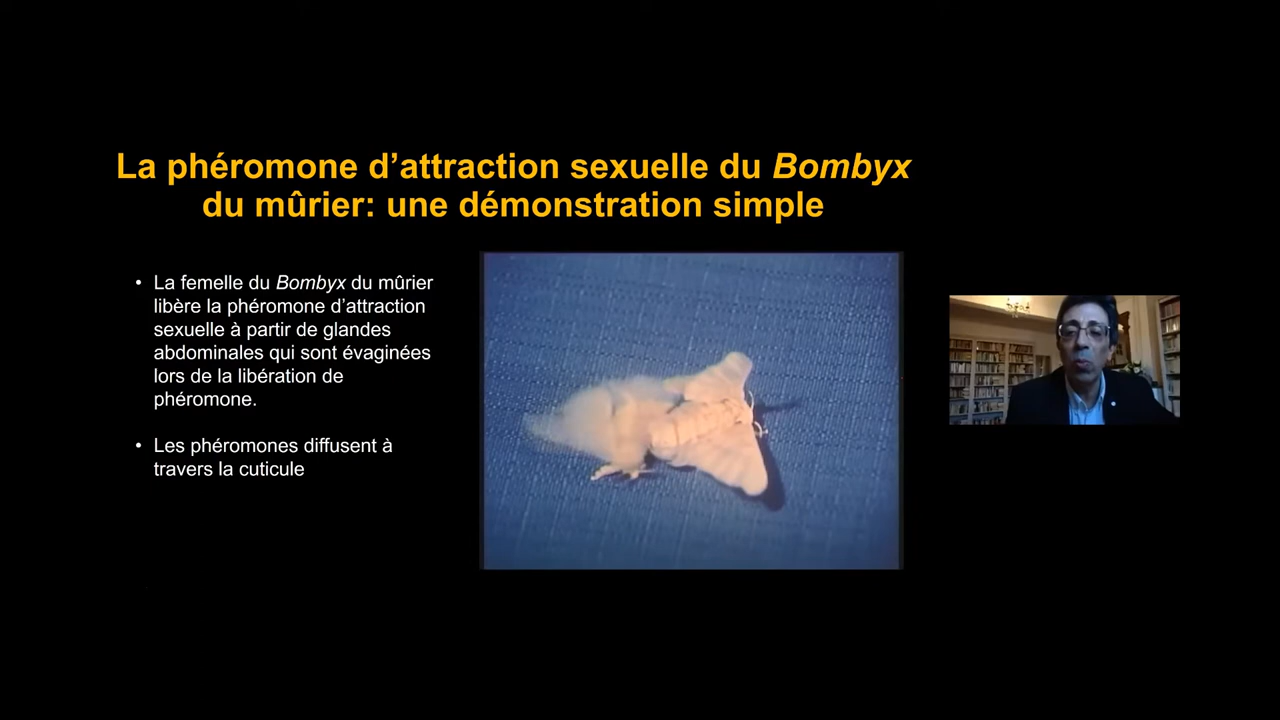 La phéromone d’attraction sexuelle du Bombyx
du mûrier: une démonstration simple
• La femelle du Bombyx du mûrier
libère la phéromone d’attraction
sexuelle à partir de glandes
abdominales qui sont évaginées
lors de la libération de
phéromone.
• Les phéromones diffusent à
travers la cuticule